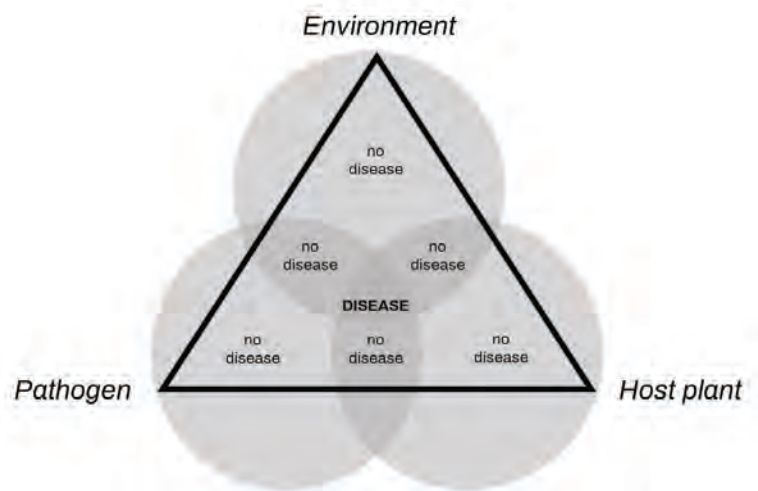 Environment
no
disease
no
disease
no
disease
DISEASE
no
disease
no
disease
no
disease
Pathogen
Host plant